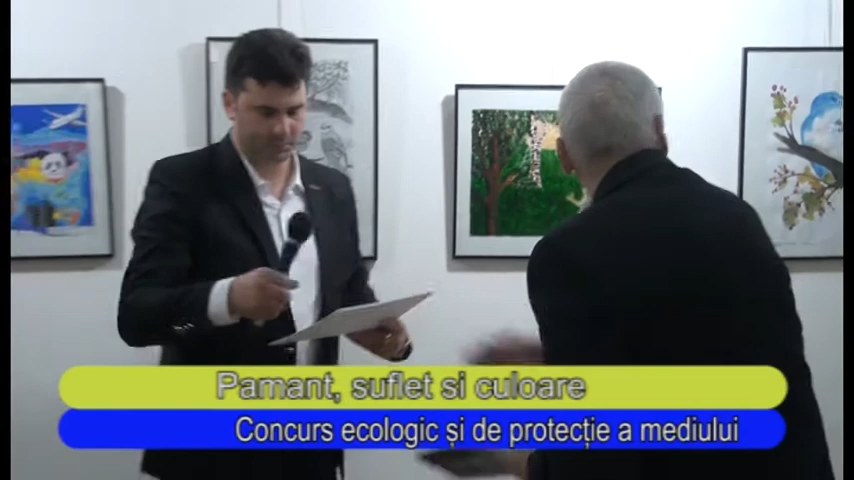 Pamant, suflet si culoare
Concurs ecologic și de protecție a mediului